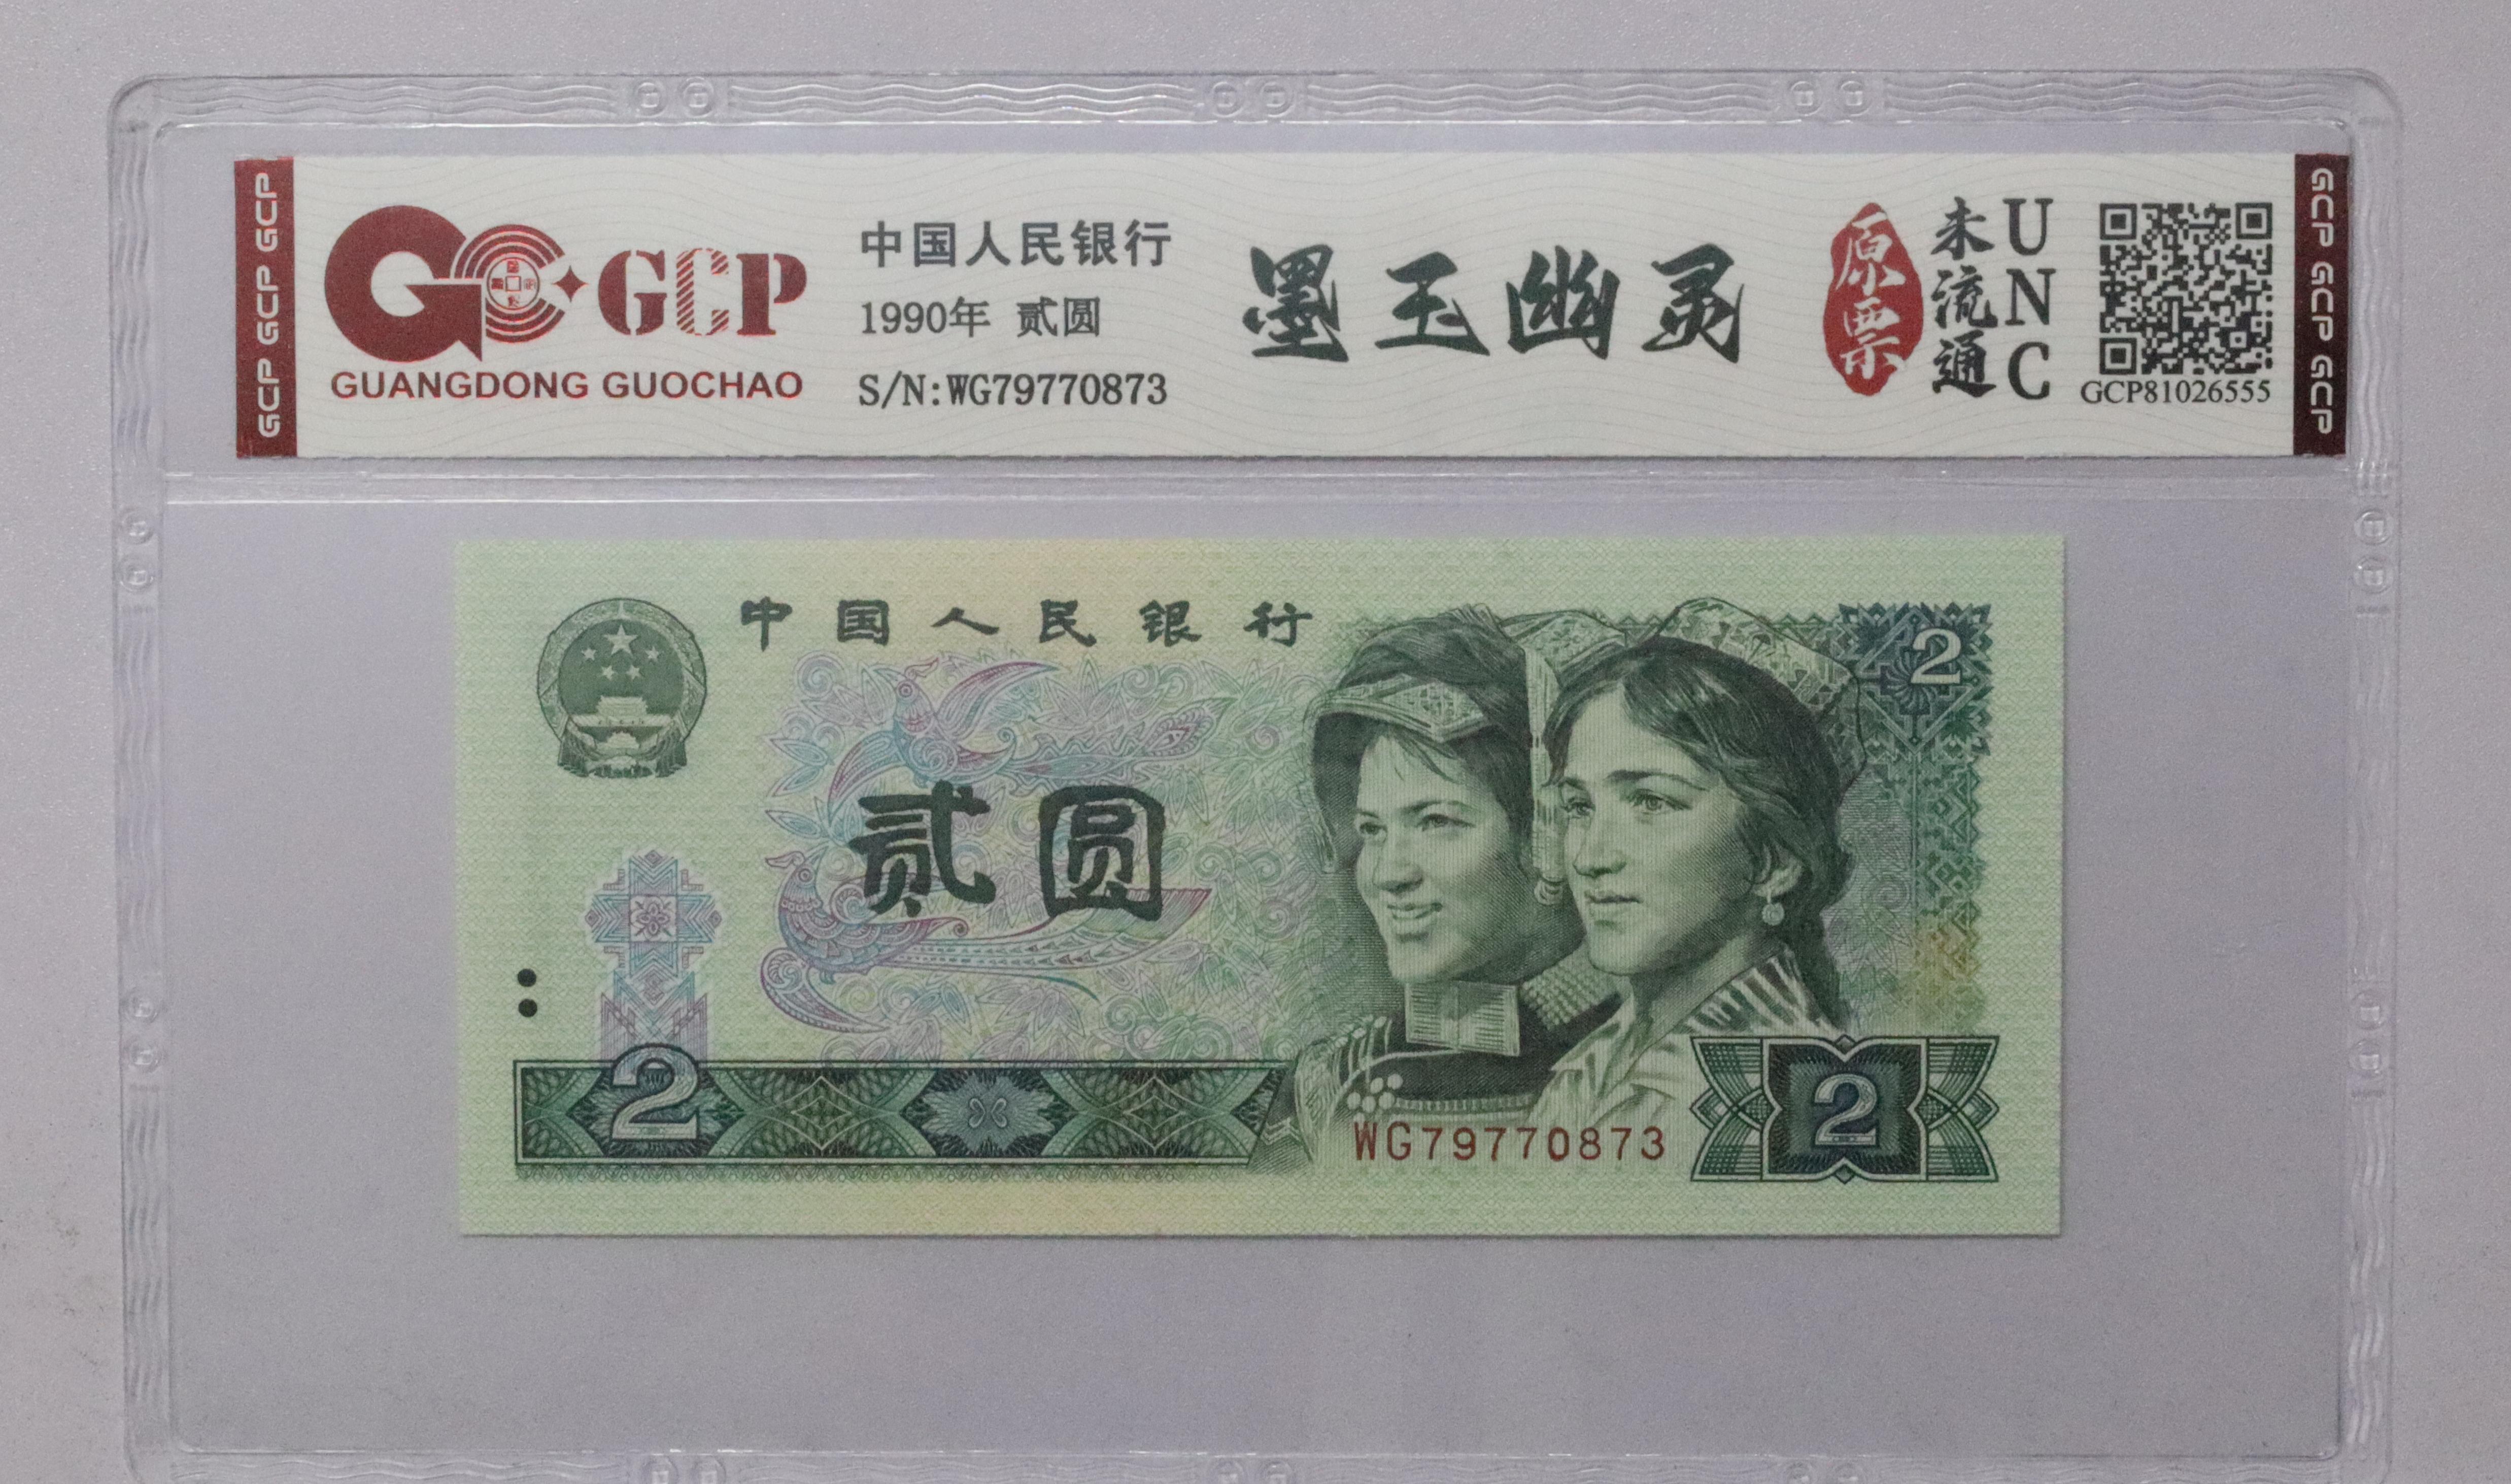 GCP GCP GCP
GCP
GUANGDONG GUOCHAO
中国人民银行
1990年 贰圆
S/N:WG79770873
墨玉幽灵
原票
未流通
UNC
GCP81026555
GCP GCP GCP
中国人民银行
2
贰圆
2
WG79770873
2